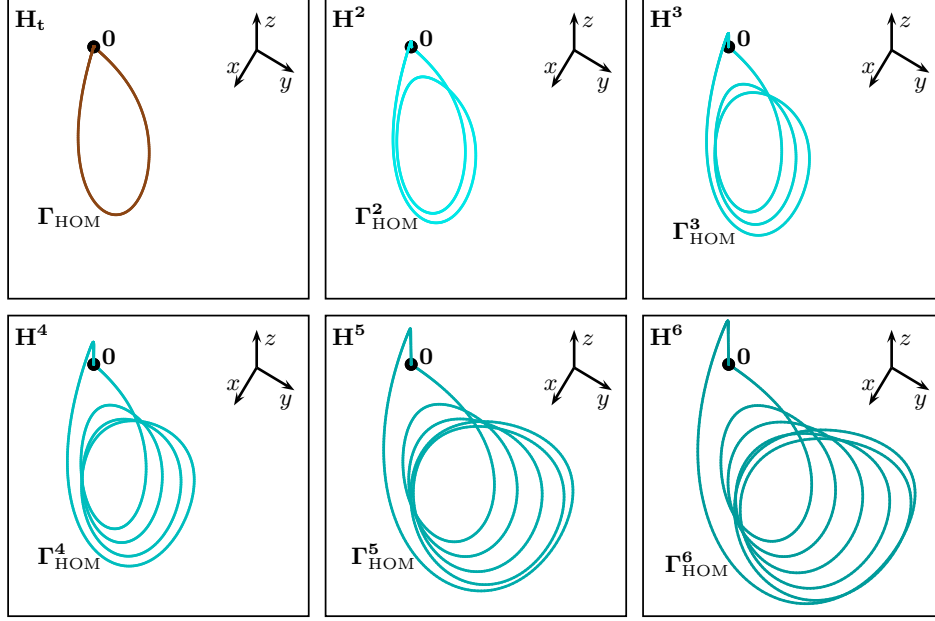 H_t
0
z
x
y
Γ_HOM
H^2
0
z
x
y
Γ^2_HOM
H^3
0
z
x
y
Γ^3_HOM
H^4
0
z
x
y
Γ^4_HOM
H^5
0
z
x
y
Γ^5_HOM
H^6
0
z
x
y
Γ^6_HOM